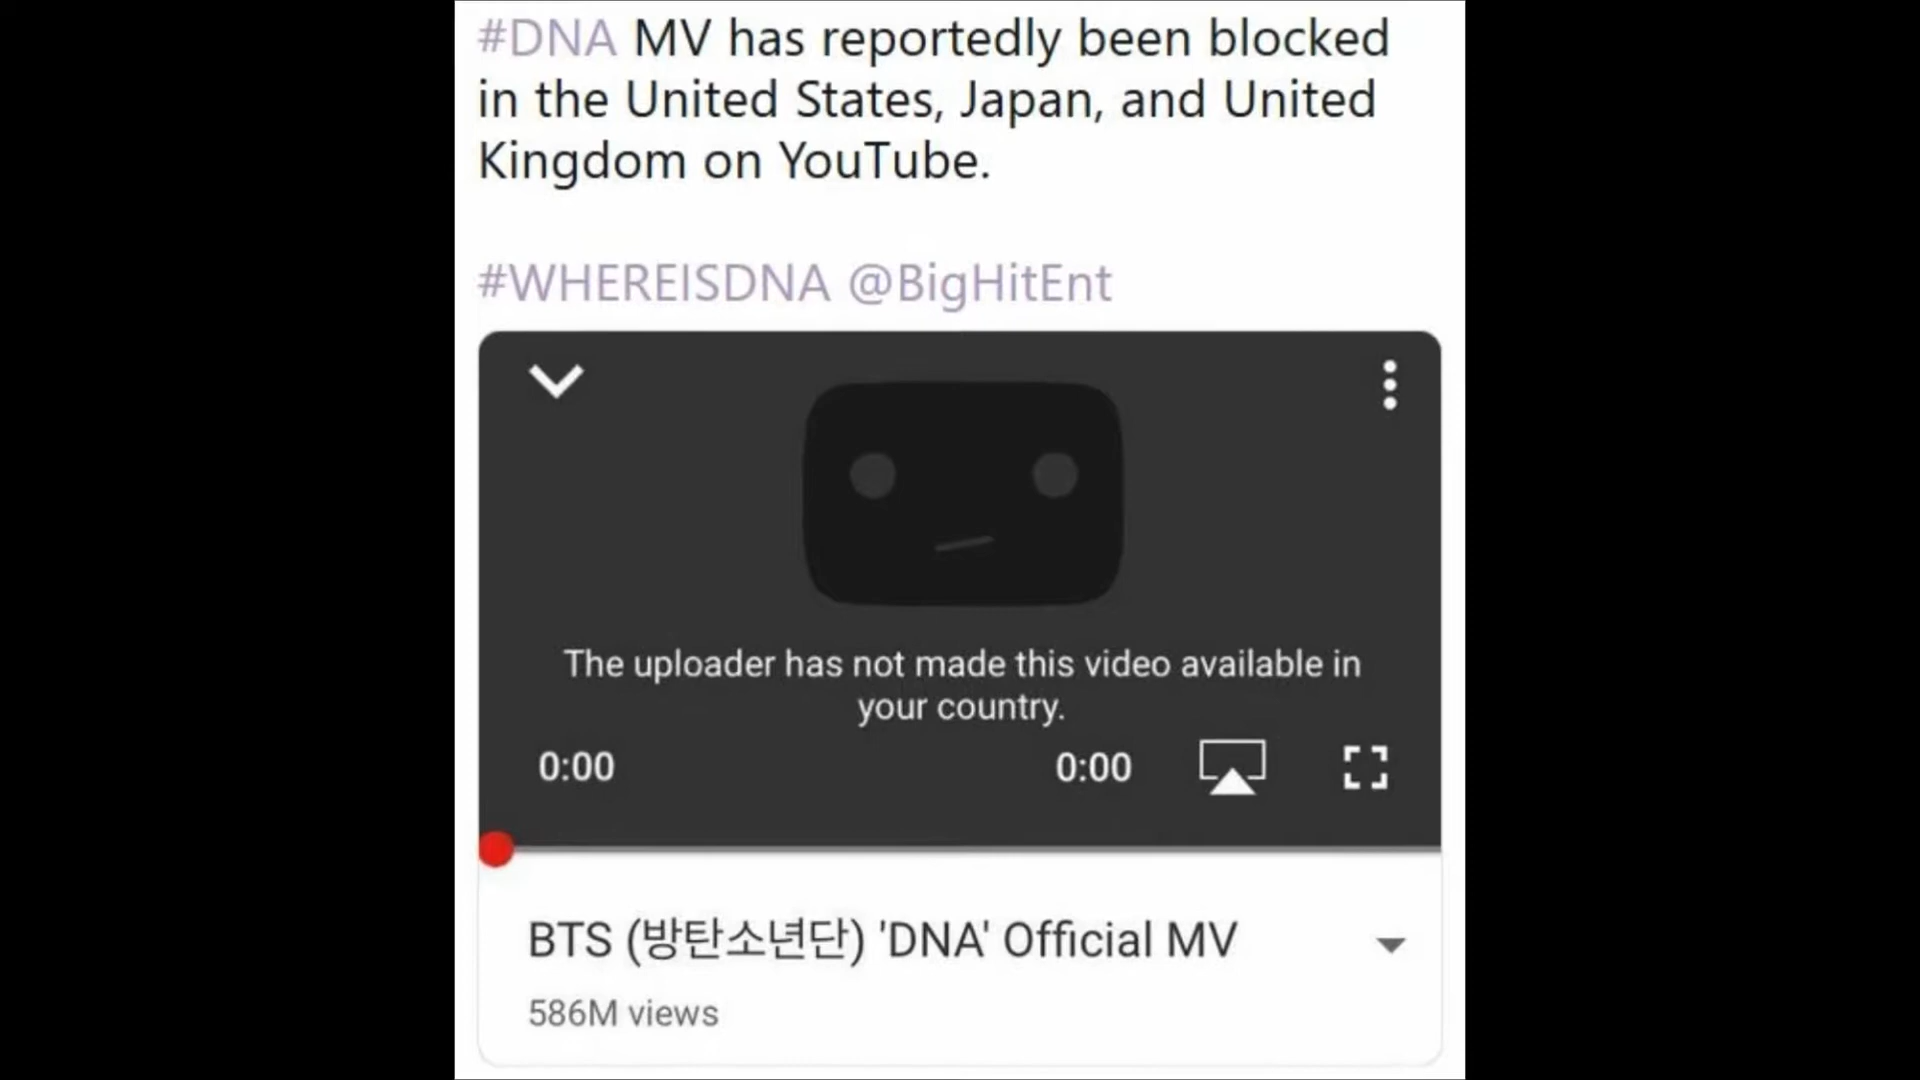 #DNA MV has reportedly been blocked
in the United States, Japan, and United
Kingdom on YouTube.
#WHEREISDNA @BigHitEnt
The uploader has not made this video available in
your country.
0:00 0:00
BTS (방탄소년단) 'DNA' Official MV
586M views